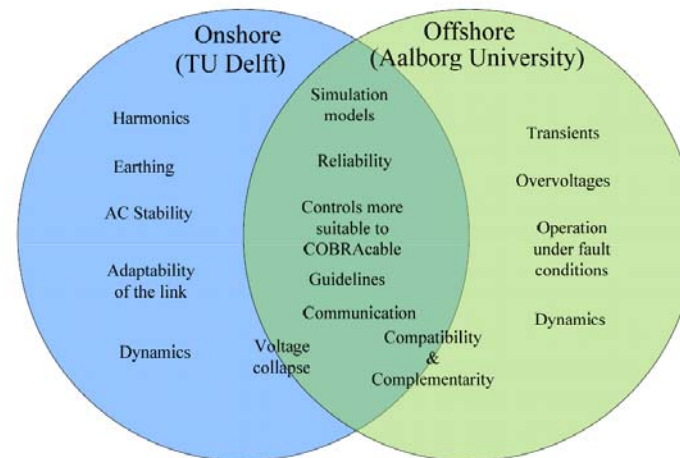 Onshore
(TU Delft)
Harmonics
Earthing
AC Stability
Adaptability
of the link
Dynamics
Voltage
collapse
Simulation
models
Reliability
Controls more
suitable to
COBRAcable
Guidelines
Communication
Compatibility
&
Complementarity
Offshore
(Aalborg University)
Transients
Overvoltages
Operation
under fault
conditions
Dynamics